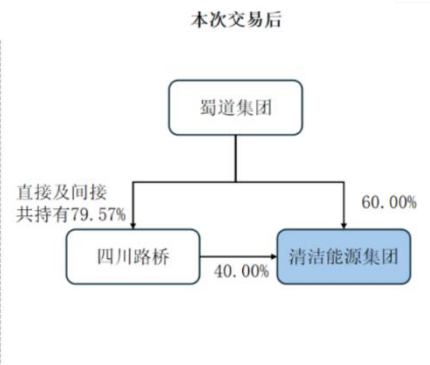 本次交易后
蜀道集团
直接及间接
共持有79.57%
60.00%
四川路桥
40.00%
清洁能源集团